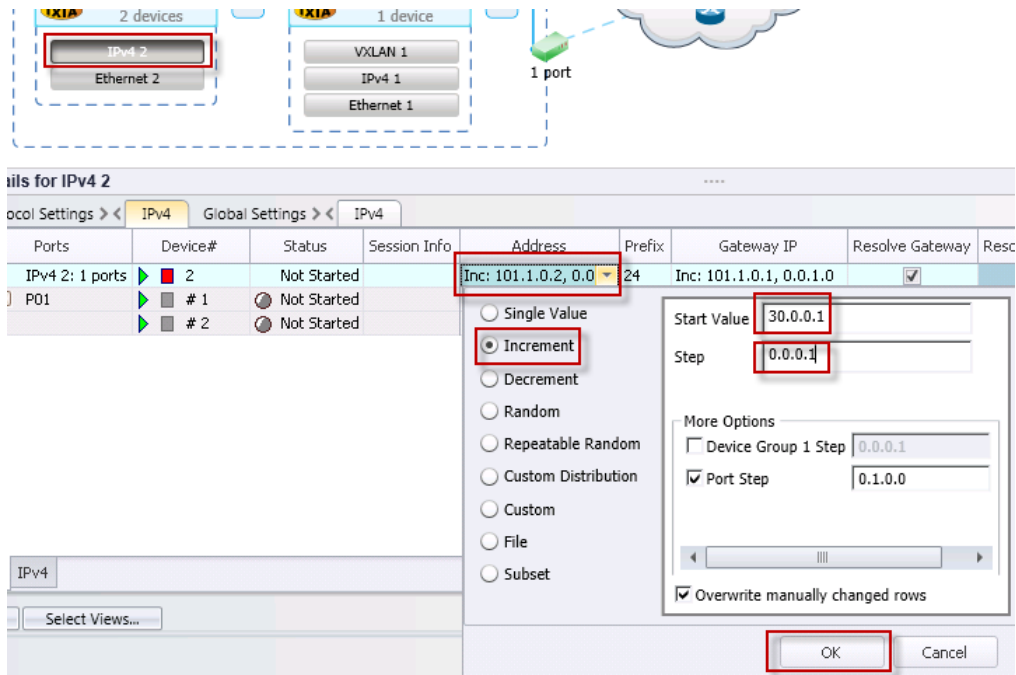 IXIA
2 devices
IXIA
1 device
IPv4 2
Ethernet 2
VXLAN 1
IPv4 1
Ethernet 1
1 port
ails for IPv4 2
ocol Settings
IPv4
Global Settings
IPv4
Ports Device# Status Session Info Address Prefix Gateway IP Resolve Gateway Reso
IPv4 2: 1 ports 2 Not Started Inc: 101.1.0.2, 0.0 24 Inc: 101.1.0.1, 0.0.1.0
P01 # 1 Not Started
# 2 Not Started
Single Value
Increment
Decrement
Random
Repeatable Random
Custom Distribution
Custom
File
Subset
Start Value 30.0.0.1
Step 0.0.0.1
More Options
Device Group 1 Step 0.0.0.1
Port Step 0.1.0.0
Overwrite manually changed rows
IPv4
Select Views...
OK Cancel